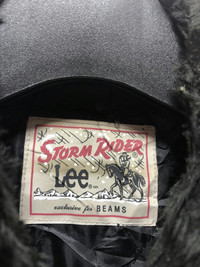 STORM RIDER
Lee
exclusive for BEAMS